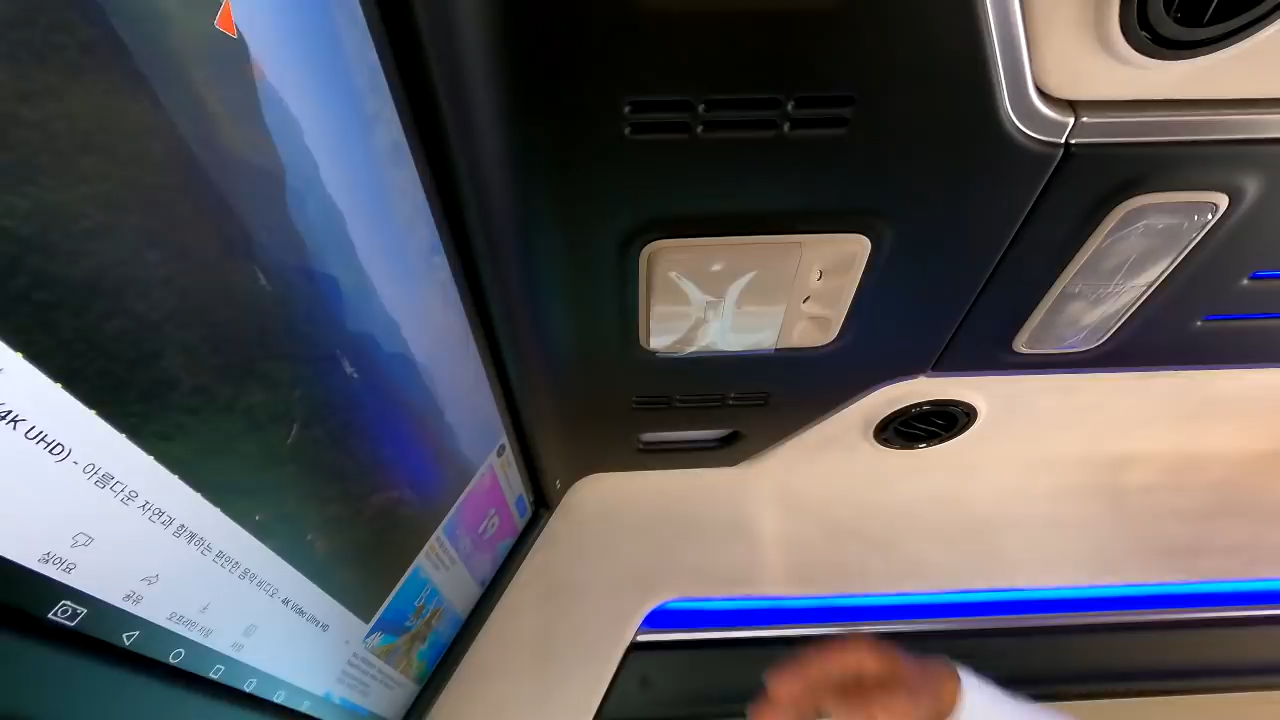 (4K UHD) - 아름다운 자연과 함께하는 편안한 음악 비디오 - 4K Video Ultra HD
싫어요
공유
오프라인 저장
저장